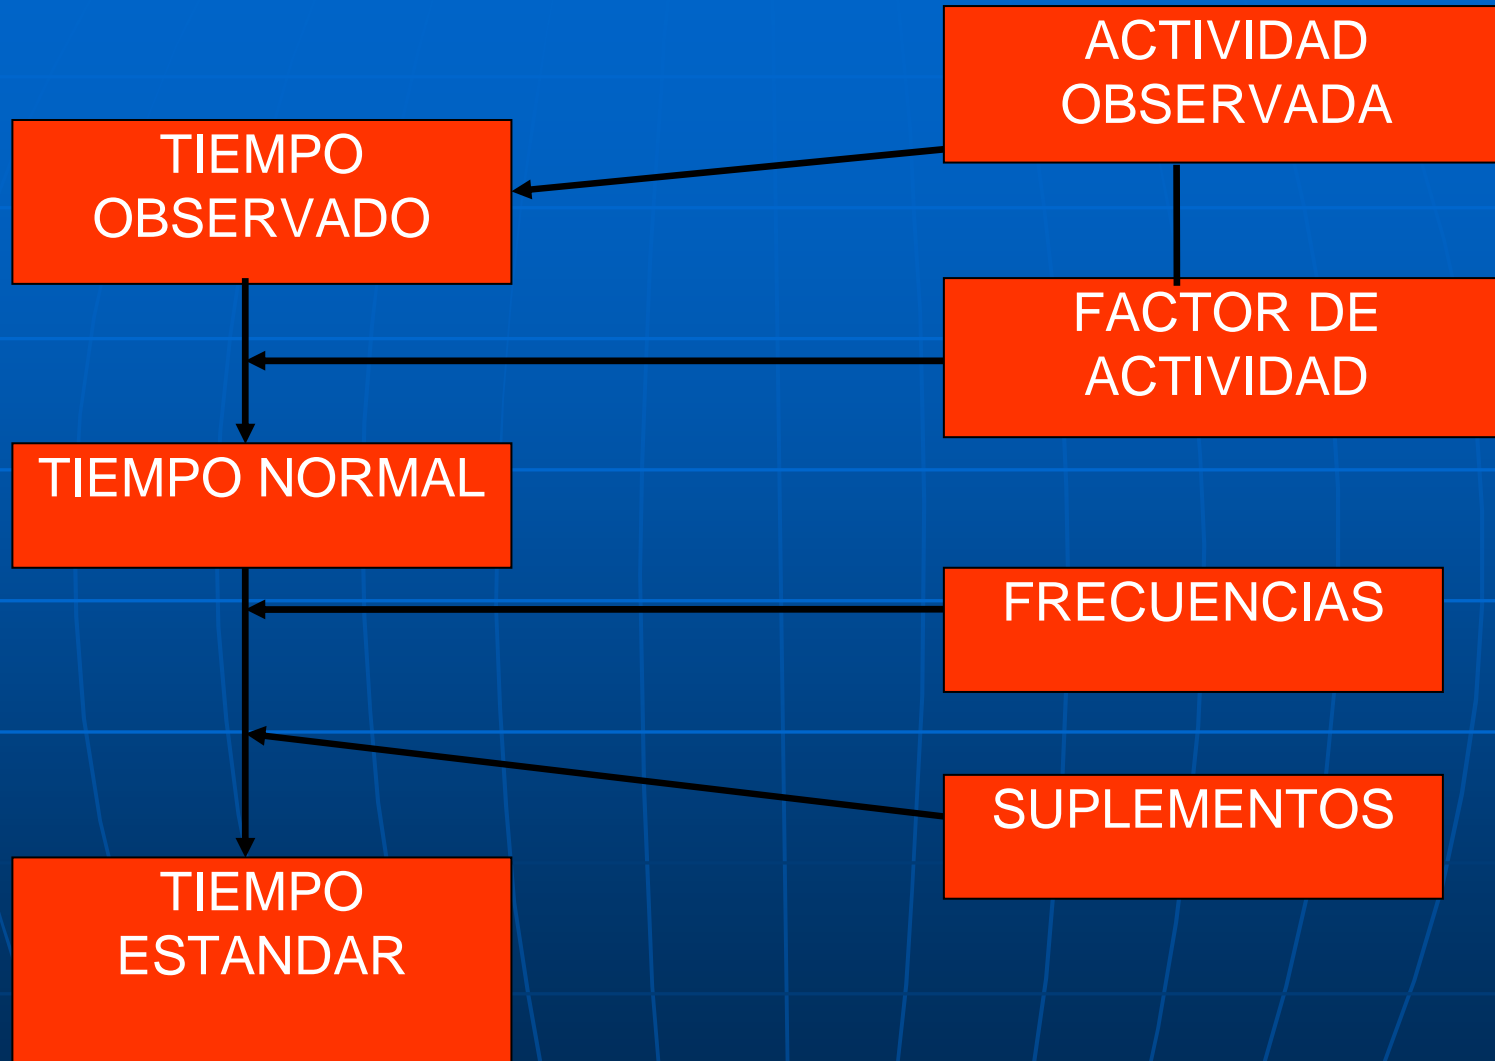 ACTIVIDAD
OBSERVADA
TIEMPO
OBSERVADO
FACTOR DE
ACTIVIDAD
TIEMPO NORMAL
FRECUENCIAS
SUPLEMENTOS
TIEMPO
ESTANDAR